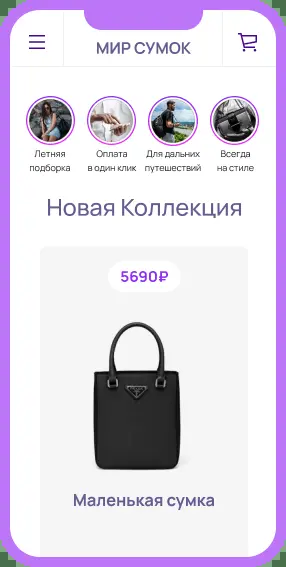 МИР СУМОК
Летняя
подборка
Оплата
в один клик
Для дальних
путешествий
Всегда
на стиле
Новая Коллекция
5690₽
Маленькая сумка